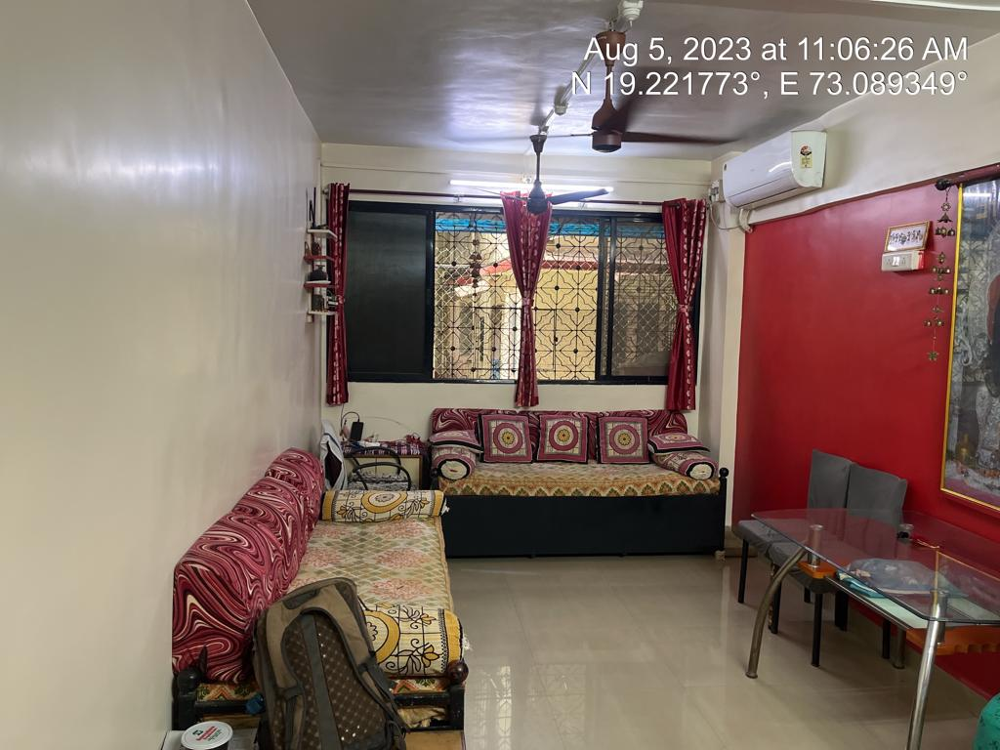 Aug 5, 2023 at 11:06:26 AM
N 19.221773°, E 73.089349°